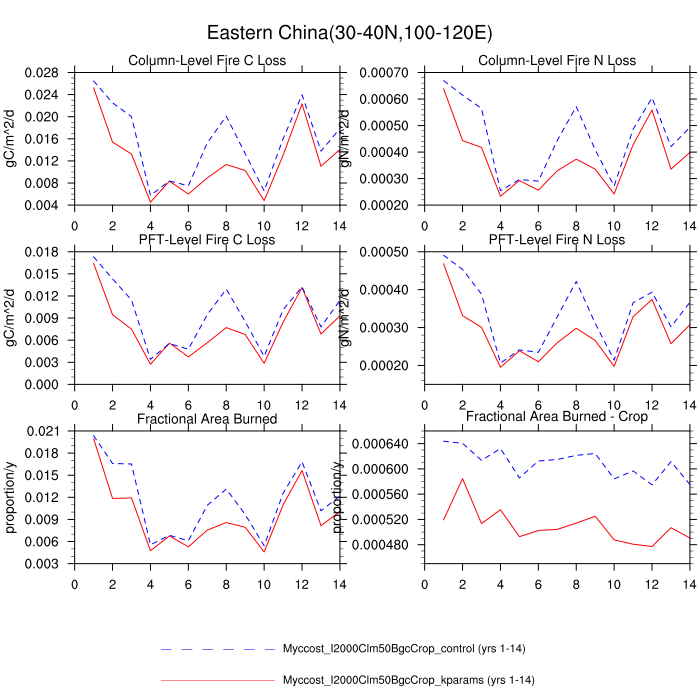 Eastern China(30-40N,100-120E)
Column-Level Fire C Loss
Column-Level Fire N Loss
gC/m^2/d
0.028
0.024
0.020
0.016
0.012
0.008
0.004
0 2 4 6 8 10 12 14
gN/m^2/d
0.00070
0.00060
0.00050
0.00040
0.00030
0.00020
0 2 4 6 8 10 12 14
PFT-Level Fire C Loss
PFT-Level Fire N Loss
gC/m^2/d
0.018
0.015
0.012
0.009
0.006
0.003
0.000
0 2 4 6 8 10 12 14
gN/m^2/d
0.00050
0.00040
0.00030
0.00020
0 2 4 6 8 10 12 14
Fractional Area Burned
Fractional Area Burned - Crop
proportion/y
0.021
0.018
0.015
0.012
0.009
0.006
0.003
0 2 4 6 8 10 12 14
proportion/y
0.000640
0.000600
0.000560
0.000520
0.000480
0 2 4 6 8 10 12 14
Myccost_I2000Clm50BgcCrop_control (yrs 1-14)
Myccost_I2000Clm50BgcCrop_kparams (yrs 1-14)